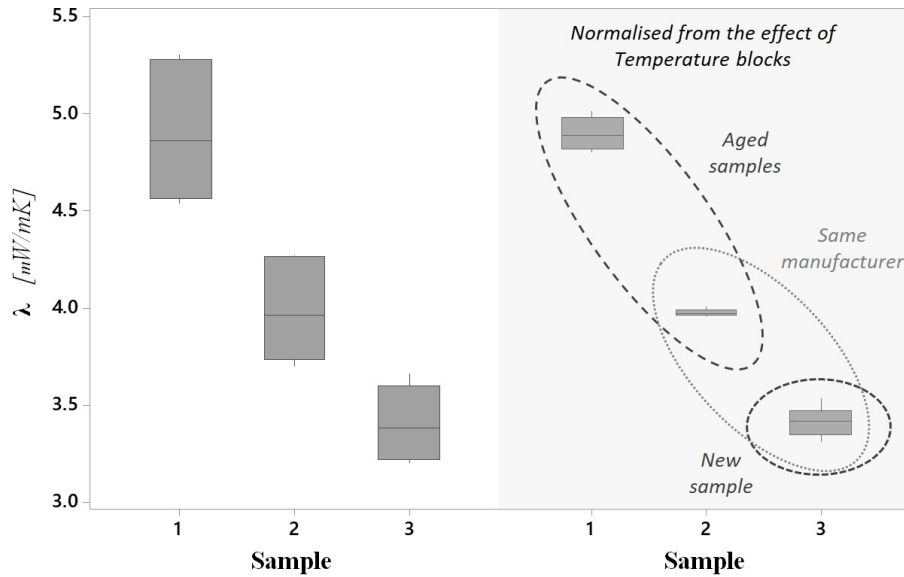 Normalised from the effect of
Temperature blocks
Aged
samples
Same
manufacturer
New
sample
λ [mW/mK]
5.5
5.0
4.5
4.0
3.5
3.0
1 2 3
1 2 3
Sample
Sample